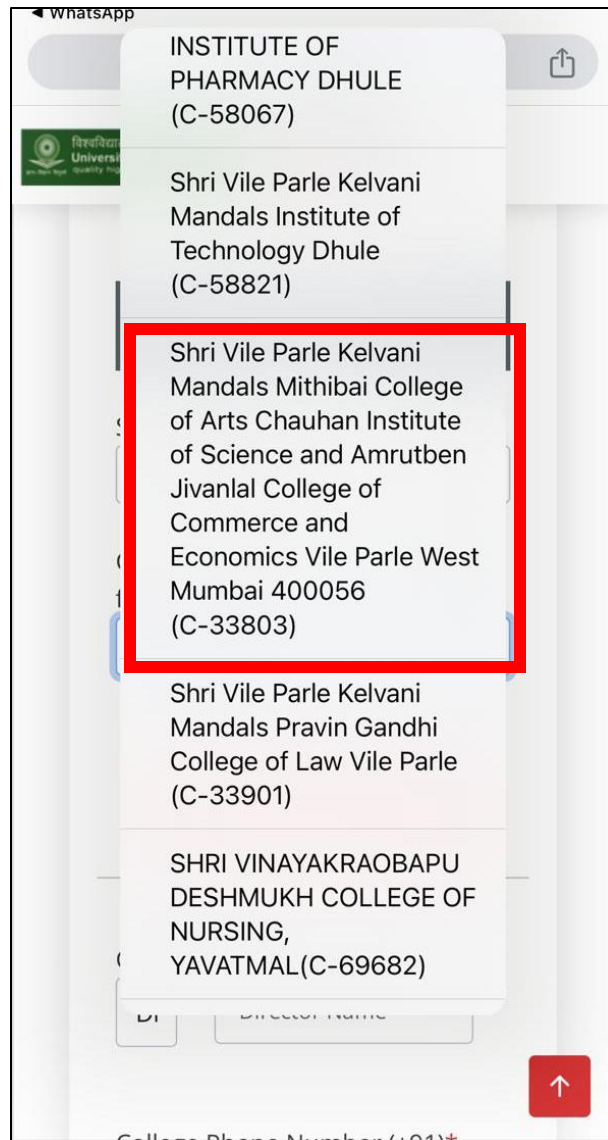 ◀ WhatsApp
INSTITUTE OF
PHARMACY DHULE
(C-58067)
Shri Vile Parle Kelvani
Mandals Institute of
Technology Dhule
(C-58821)
Shri Vile Parle Kelvani
Mandals Mithibai College
of Arts Chauhan Institute
of Science and Amrutben
Jivanlal College of
Commerce and
Economics Vile Parle West
Mumbai 400056
(C-33803)
Shri Vile Parle Kelvani
Mandals Pravin Gandhi
College of Law Vile Parle
(C-33901)
SHRI VINAYAKRAOBAPU
DESHMUKH COLLEGE OF
NURSING,
YAVATMAL(C-69682)
Director Name
College Phone Number (+91)*